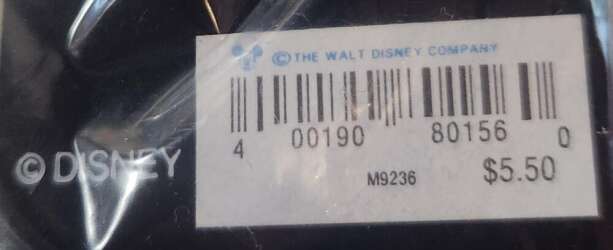 © THE WALT DISNEY COMPANY
4 00190 80156 0
M9236 $5.50
© DISNEY